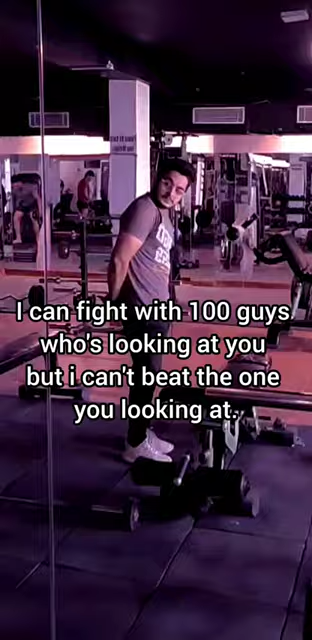 I can fight with 100 guys
who's looking at you
but i can't beat the one
you looking at.